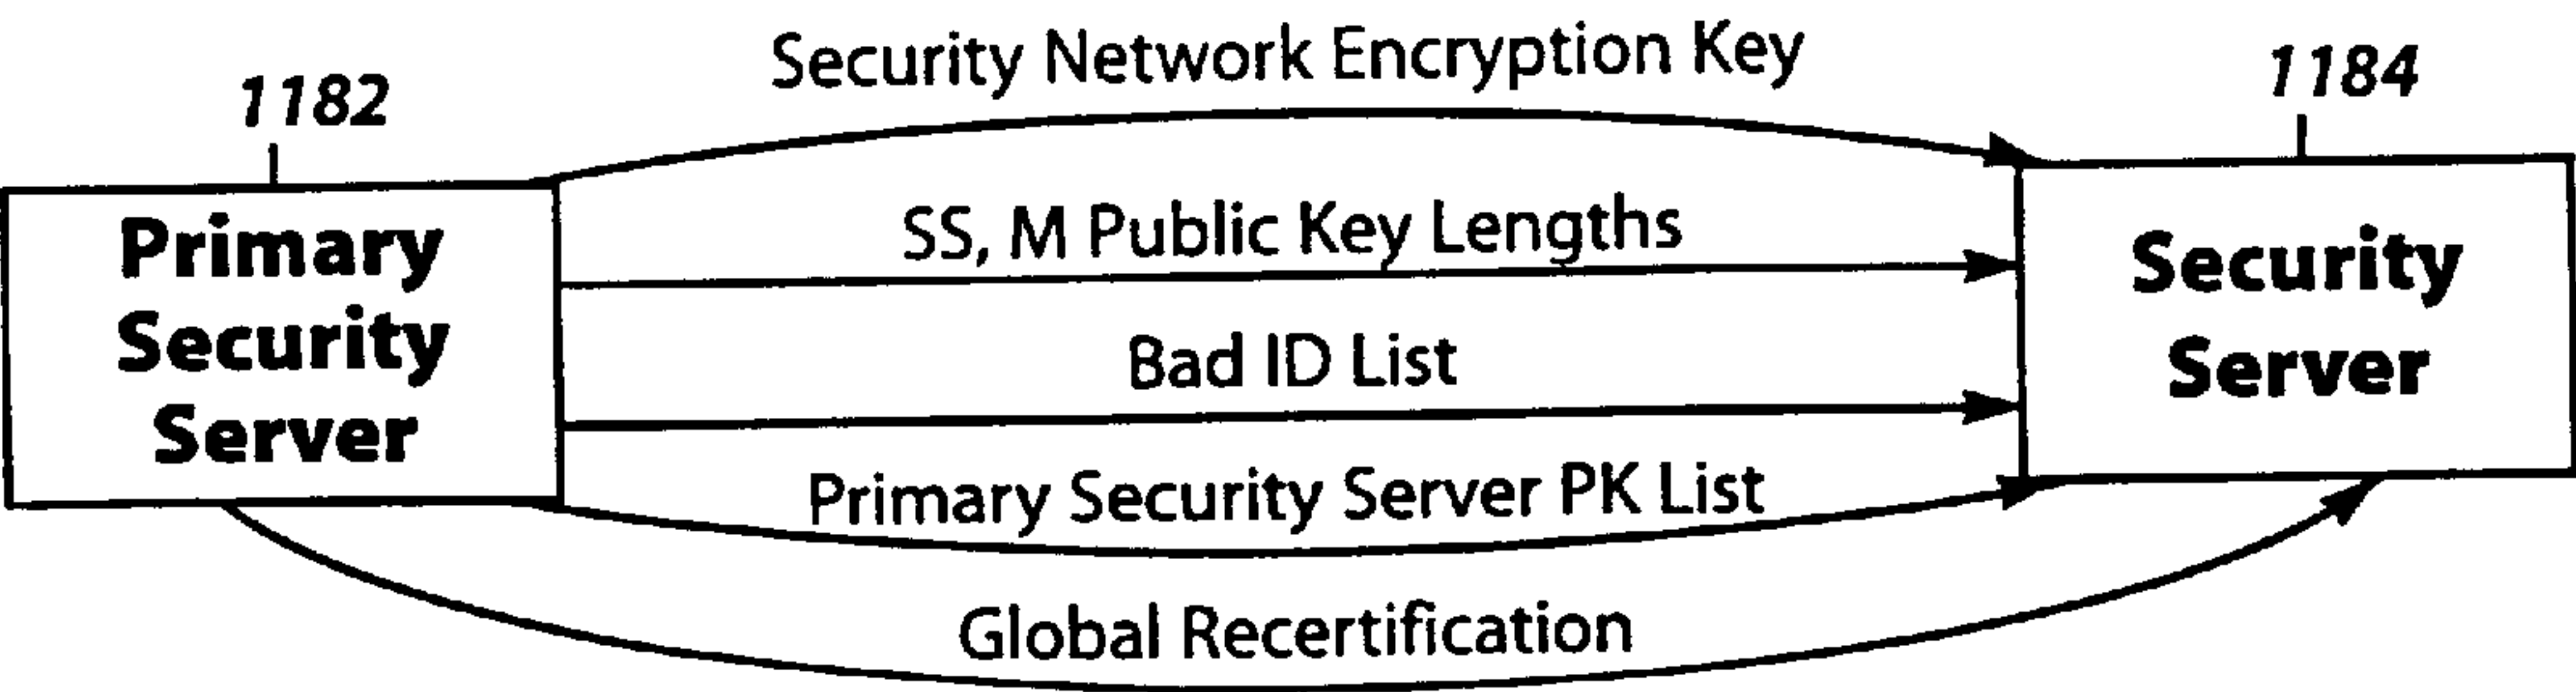 Security Network Encryption Key
1182
1184
SS, M Public Key Lengths
Primary
Security
Server
Security
Server
Bad ID List
Primary Security Server PK List
Global Recertification